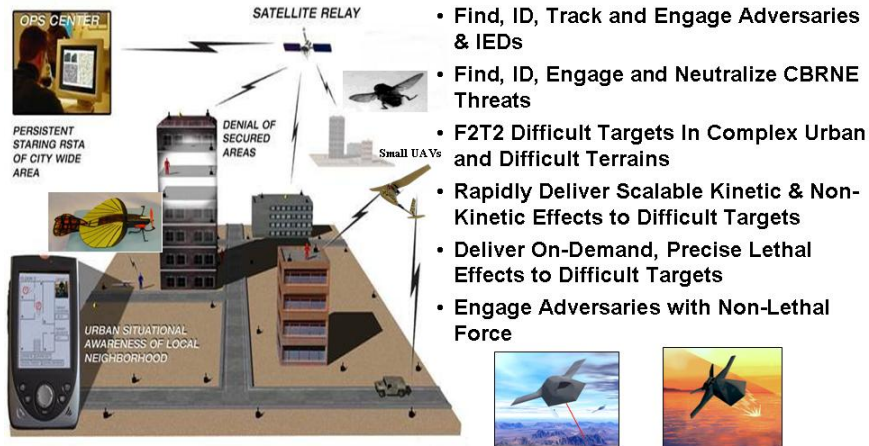 OPS CENTER
SATELLITE RELAY
PERSISTENT
STARING RSTA
OF CITY WIDE
AREA
DENIAL OF
SECURED
AREAS
Small UAVs
URBAN SITUATIONAL
AWARENESS OF LOCAL
NEIGHBORHOOD
• Find, ID, Track and Engage Adversaries
& IEDs
• Find, ID, Engage and Neutralize CBRNE
Threats
• F2T2 Difficult Targets In Complex Urban
and Difficult Terrains
• Rapidly Deliver Scalable Kinetic & Non-
Kinetic Effects to Difficult Targets
• Deliver On-Demand, Precise Lethal
Effects to Difficult Targets
• Engage Adversaries with Non-Lethal
Force